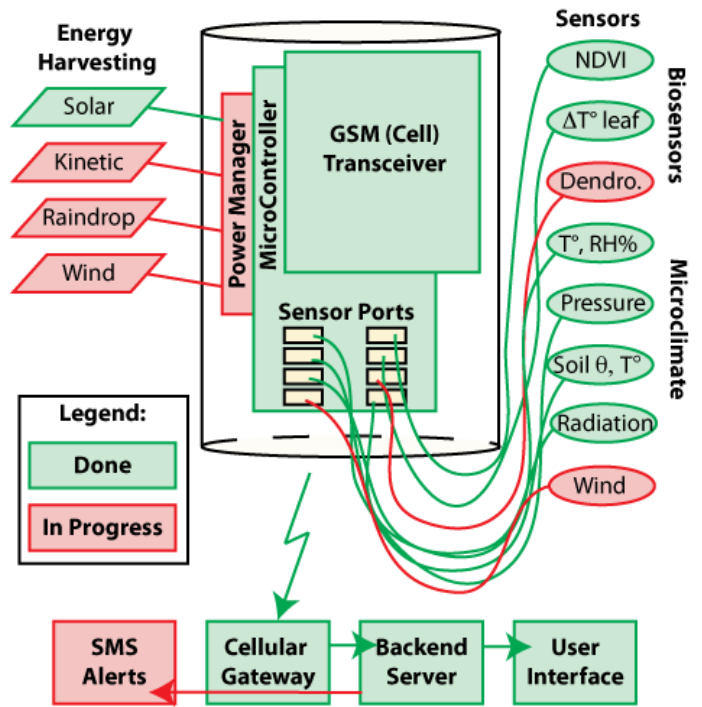 Energy
Harvesting
Solar
Kinetic
Raindrop
Wind
Power Manager
MicroController
GSM (Cell)
Transceiver
Sensor Ports
Sensors
NDVI
ΔT° leaf
Dendro.
T°, RH%
Pressure
Soil θ, T°
Radiation
Wind
Biosensors
Microclimate
Legend:
Done
In Progress
SMS
Alerts
Cellular
Gateway
Backend
Server
User
Interface